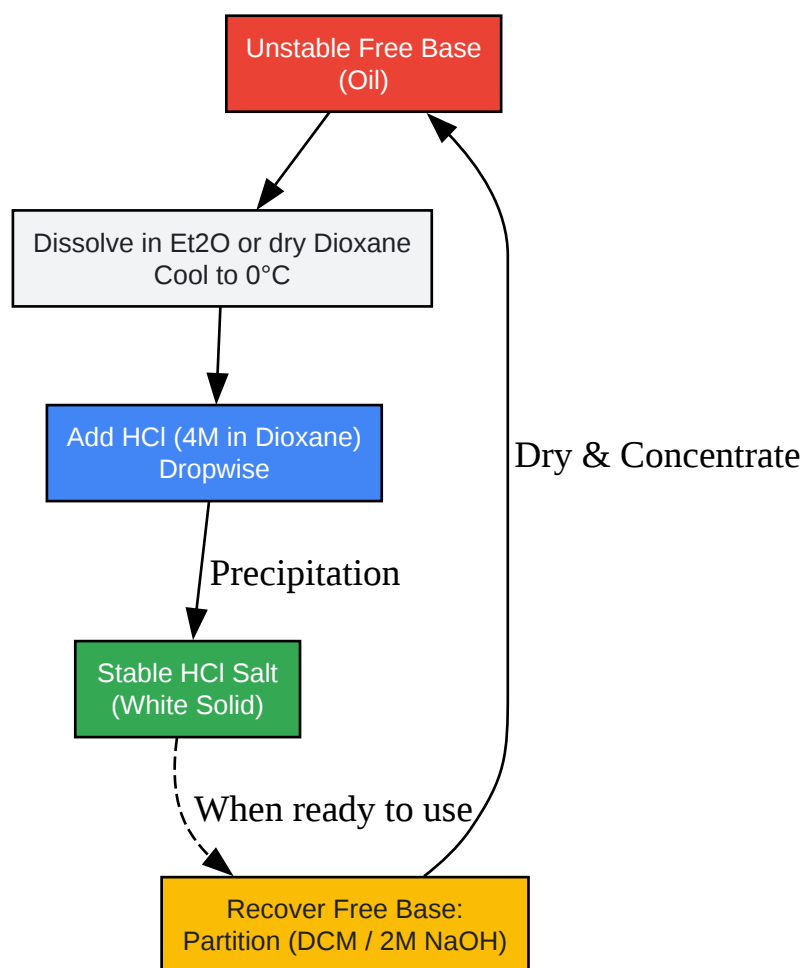 Unstable Free Base
(Oil)
Dissolve in Et2O or dry Dioxane
Cool to 0°C
Add HCl (4M in Dioxane)
Dropwise
Dry & Concentrate
Precipitation
Stable HCl Salt
(White Solid)
When ready to use
Recover Free Base:
Partition (DCM / 2M NaOH)